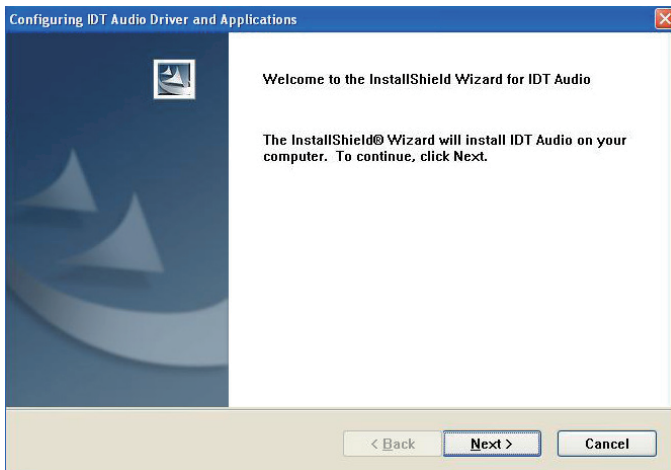 Configuring IDT Audio Driver and Applications
Welcome to the InstallShield Wizard for IDT Audio
The InstallShield® Wizard will install IDT Audio on your
computer. To continue, click Next.
< Back Next > Cancel